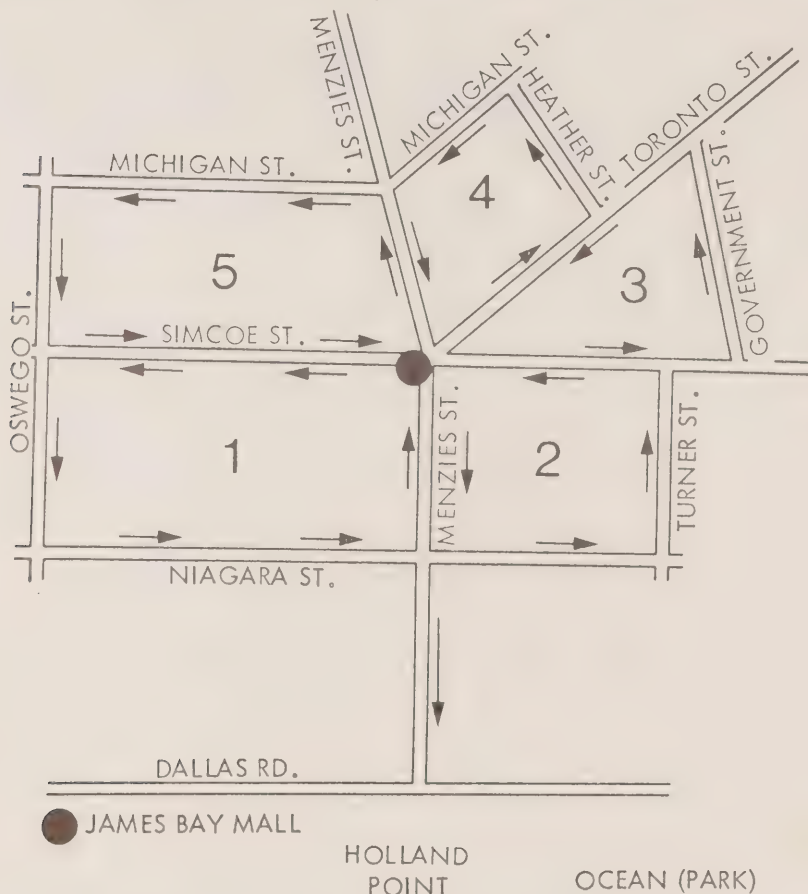 MENZIES ST.
MICHIGAN ST.
HEATHER ST.
TORONTO ST.
MICHIGAN ST.
GOVERNMENT ST.
4
5
3
SIMCOE ST.
OSWEGO ST.
1
MENZIES ST.
2
TURNER ST.
NIAGARA ST.
DALLAS RD.
JAMES BAY MALL
HOLLAND
POINT
OCEAN (PARK)